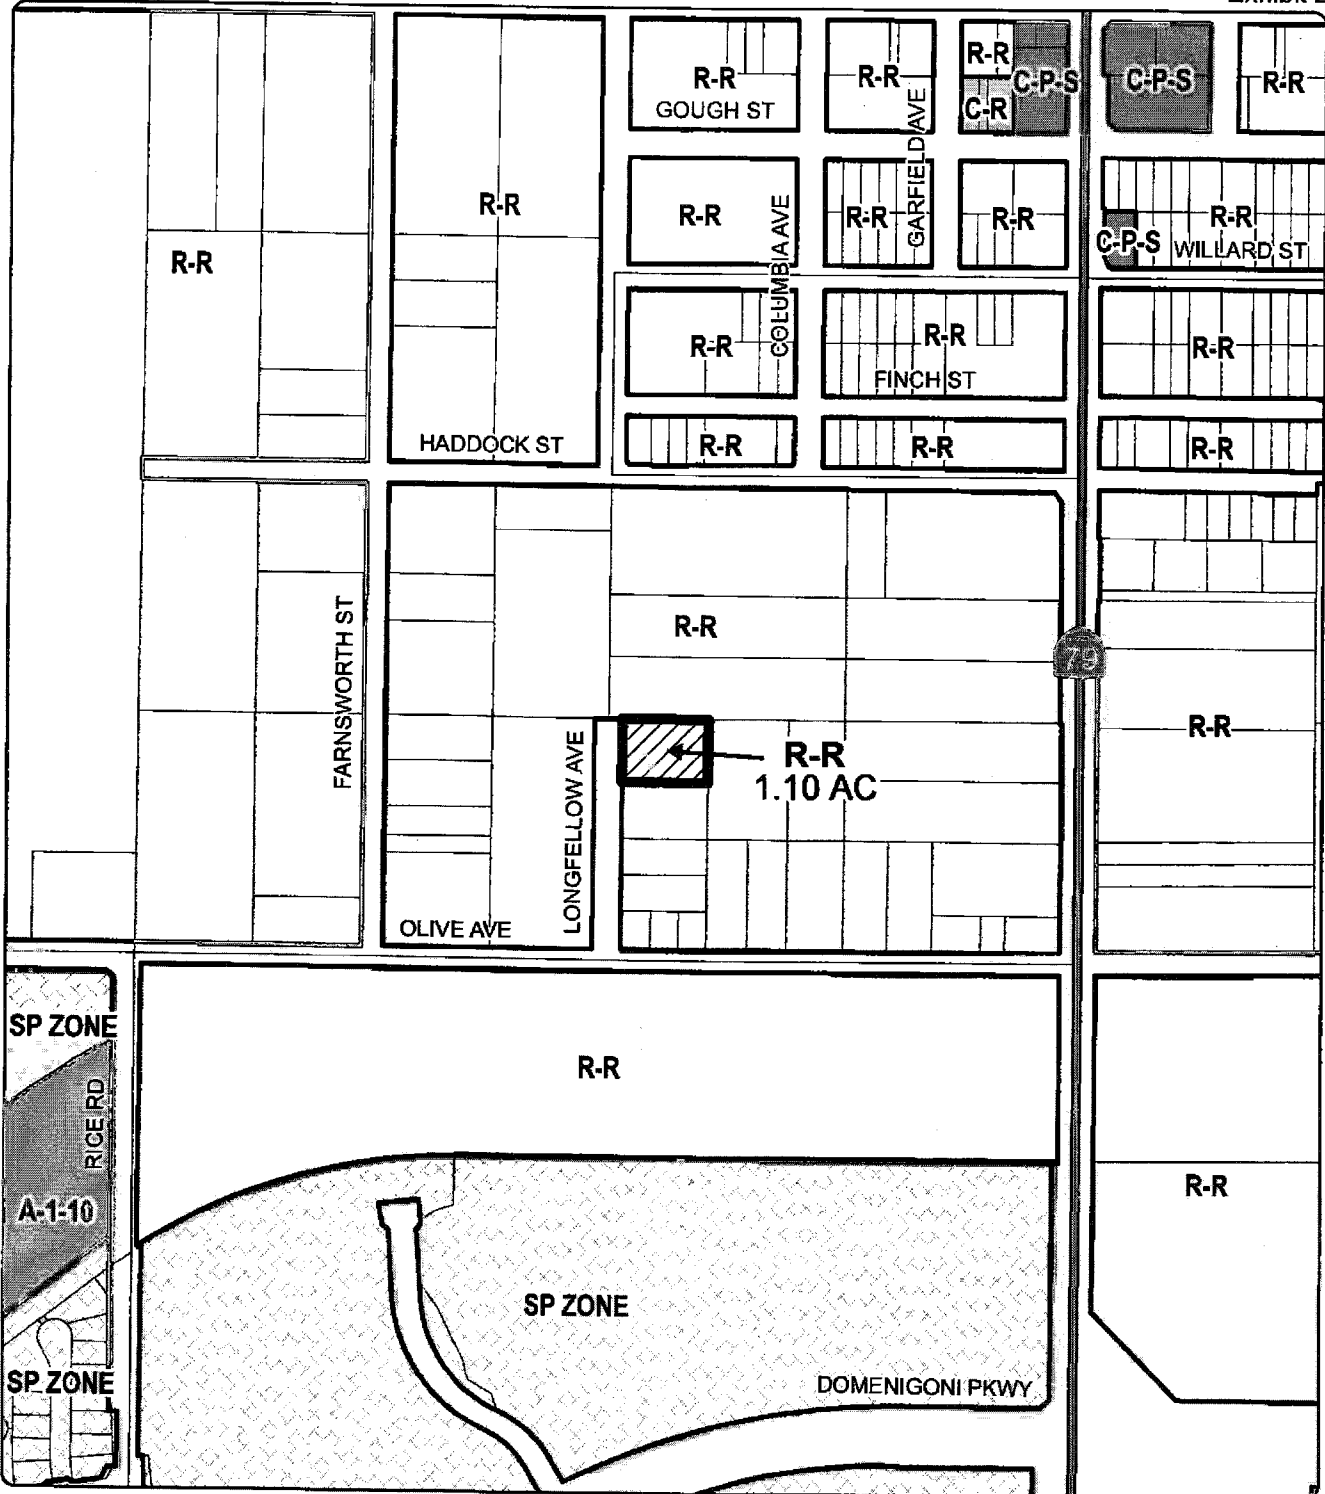 R-R
R-R
R-R
C-P-S
C-P-S
R-R
C-R
GOUGH ST
GARFIELD AVE
R-R
R-R
R-R
R-R
R-R
R-R
COLUMBIA AVE
C-P-S
WILLARD ST
R-R
R-R
R-R
FINCH ST
HADDOCK ST
R-R
R-R
R-R
FARNSWORTH ST
R-R
79
LONGFELLOW AVE
R-R
1.10 AC
R-R
OLIVE AVE
SP ZONE
R-R
RICE RD
A-1-10
R-R
SP ZONE
SP ZONE
DOMENIGONI PKWY